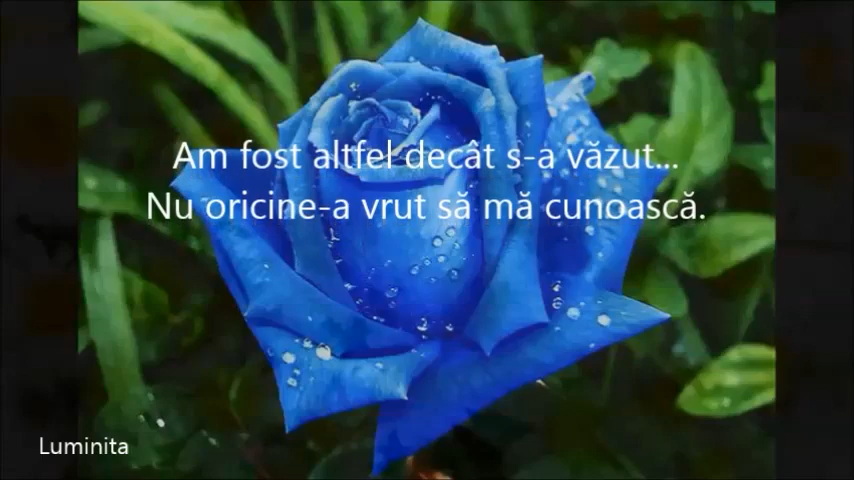 Am fost altfel decât s-a văzut...
Nu oricine-a vrut să mă cunoască.
Luminita